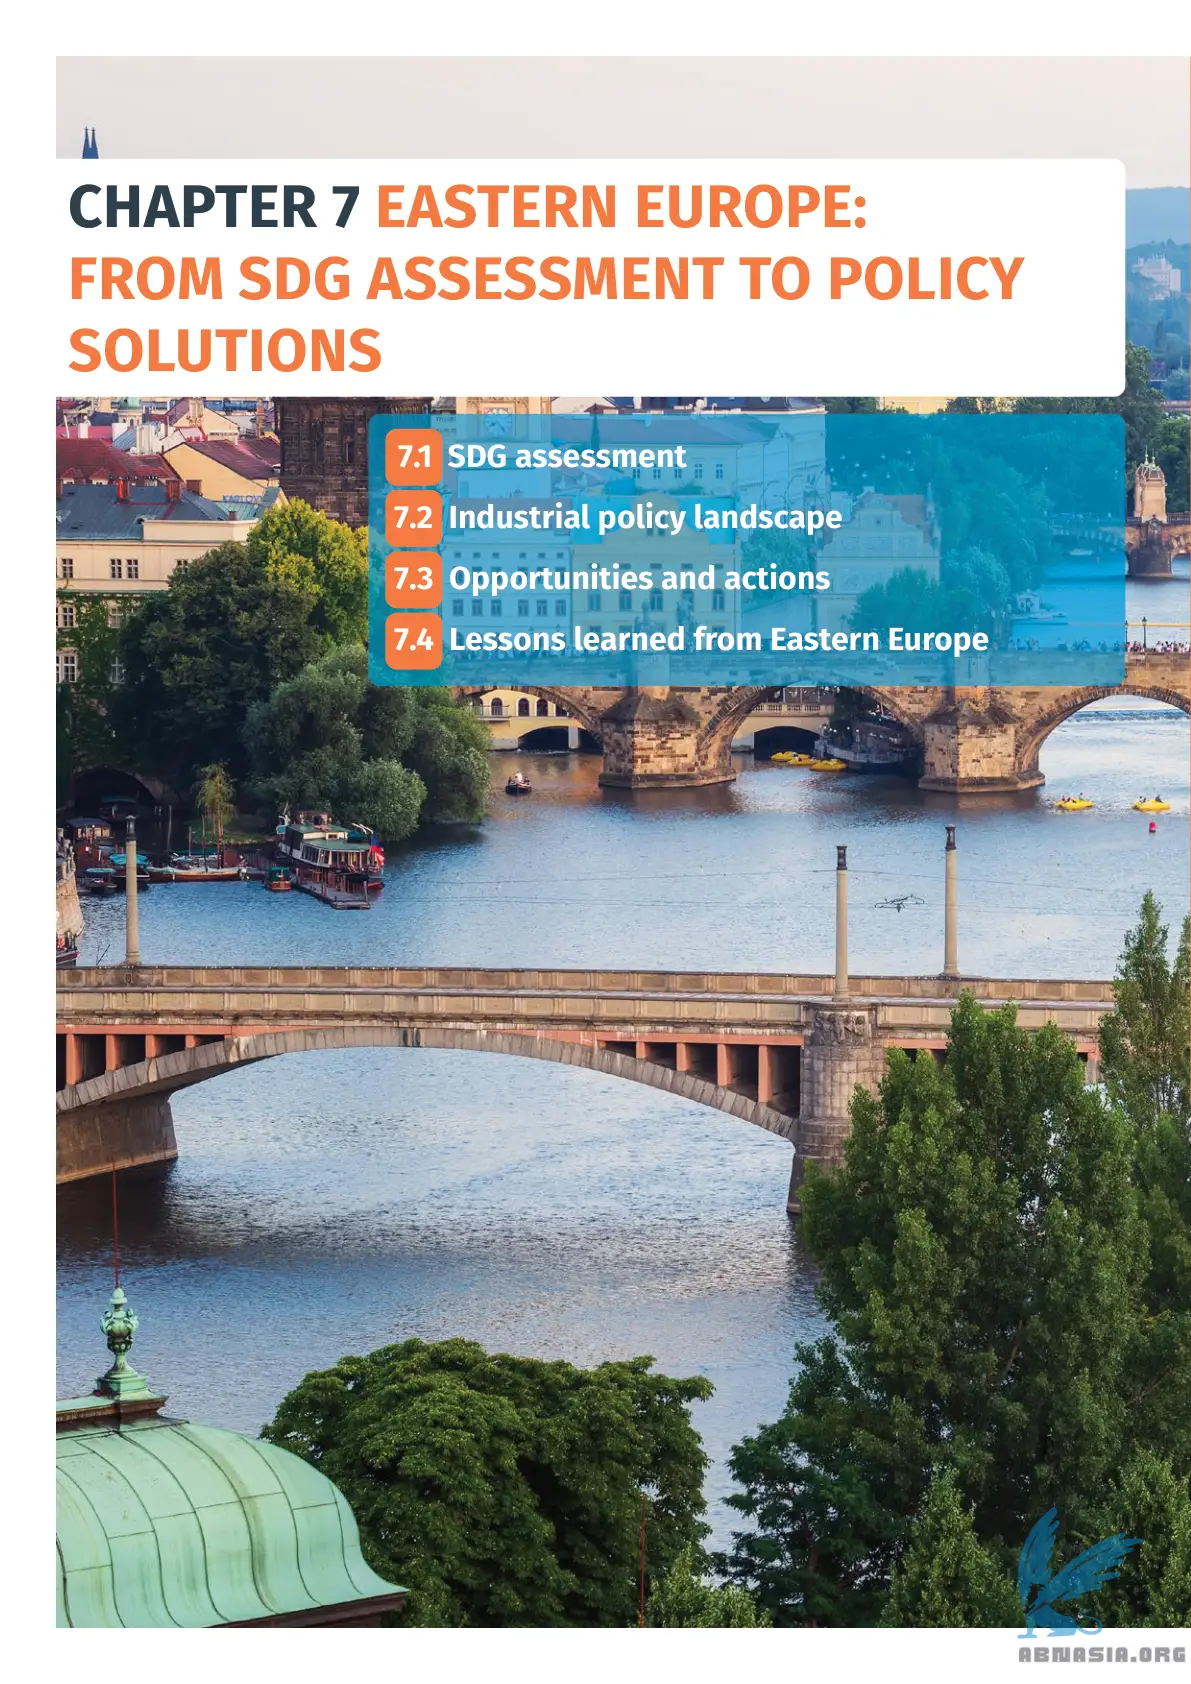 CHAPTER 7 EASTERN EUROPE:
FROM SDG ASSESSMENT TO POLICY
SOLUTIONS
7.1 SDG assessment
7.2 Industrial policy landscape
7.3 Opportunities and actions
7.4 Lessons learned from Eastern Europe
KARLOVY
ABNASIA.ORG